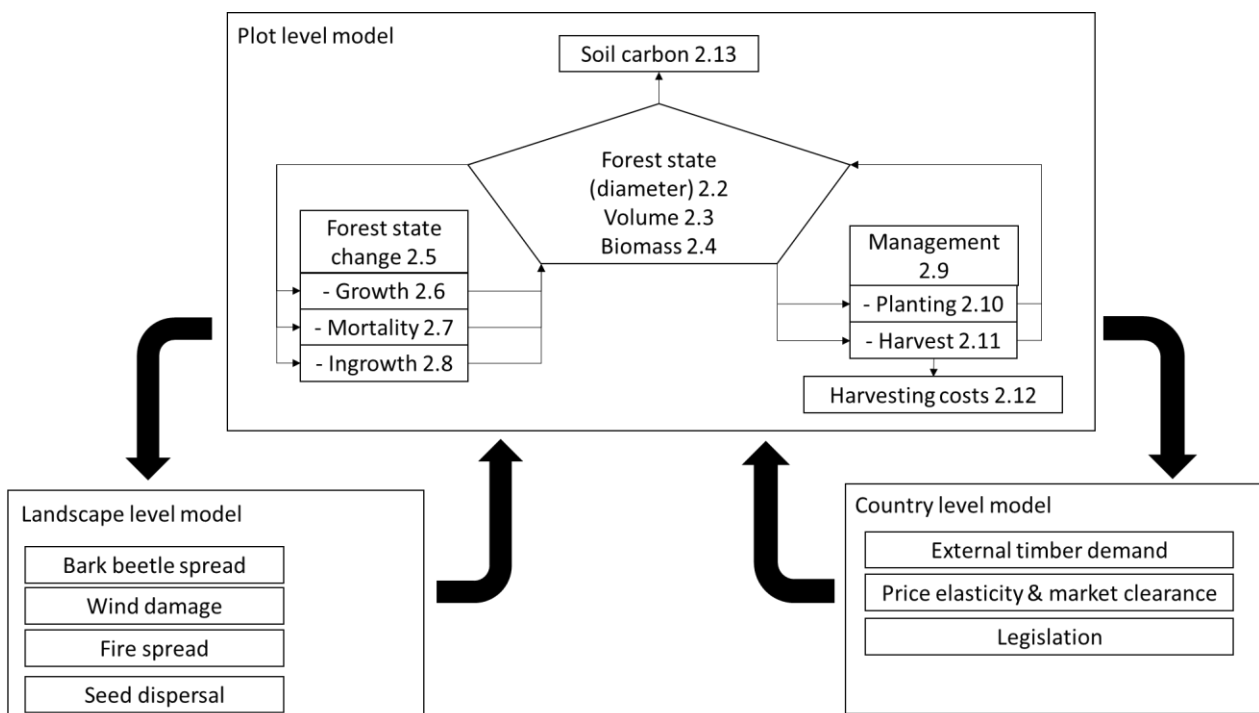 Plot level model
Soil carbon 2.13
Forest state
(diameter) 2.2
Volume 2.3
Biomass 2.4
Forest state
change 2.5
- Growth 2.6
- Mortality 2.7
- Ingrowth 2.8
Management
2.9
- Planting 2.10
- Harvest 2.11
Harvesting costs 2.12
Landscape level model
Bark beetle spread
Wind damage
Fire spread
Seed dispersal
Country level model
External timber demand
Price elasticity & market clearance
Legislation